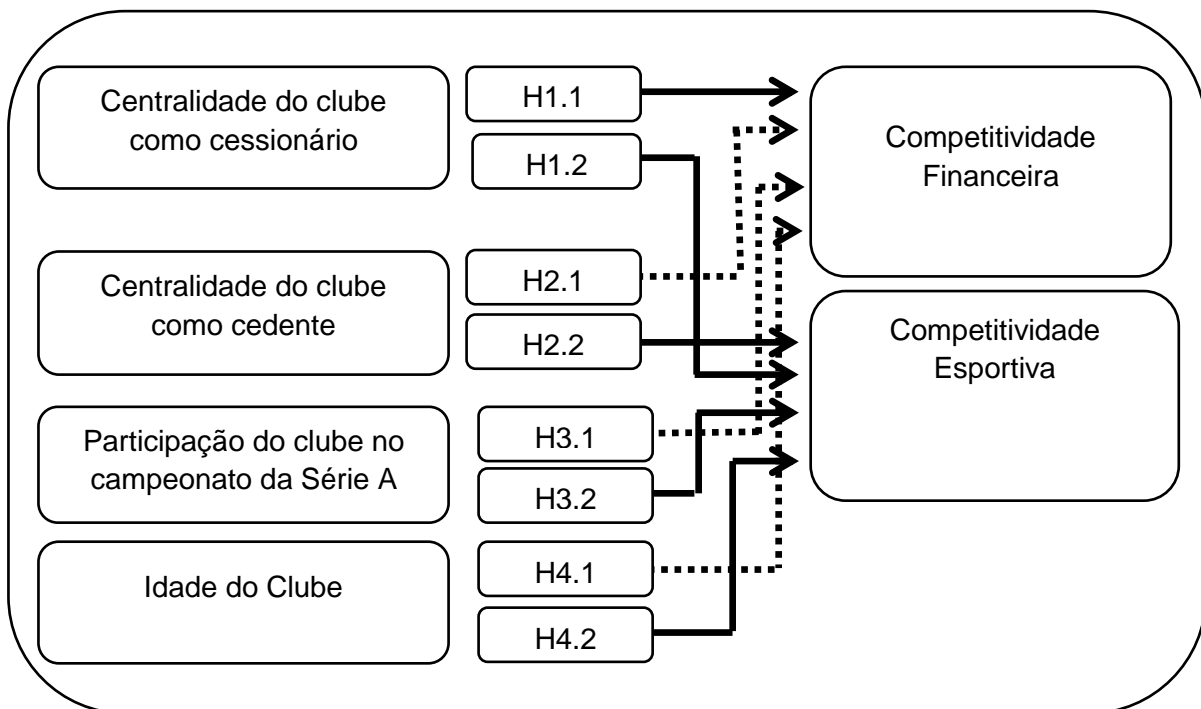 Centralidade do clube
como cessionário
H1.1
H1.2
Competitividade
Financeira
Centralidade do clube
como cedente
H2.1
H2.2
Competitividade
Esportiva
Participação do clube no
campeonato da Série A
H3.1
H3.2
Idade do Clube
H4.1
H4.2